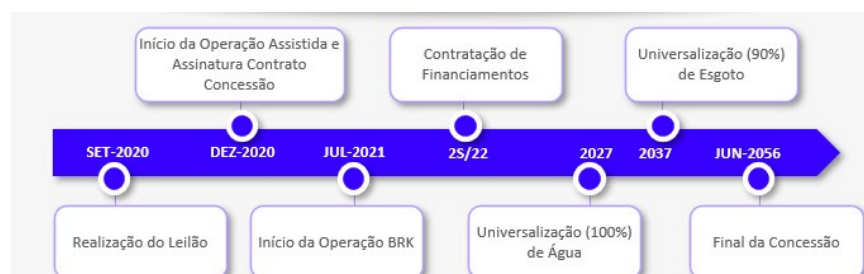 Início da Operação Assistida e
Assinatura Contrato
Concessão
Contratação de
Financiamentos
Universalização (90%)
de Esgoto
SET-2020
DEZ-2020
JUL-2021
2S/22
2027
2037
JUN-2056
Realização do Leilão
Início da Operação BRK
Universalização (100%)
de Água
Final da Concessão